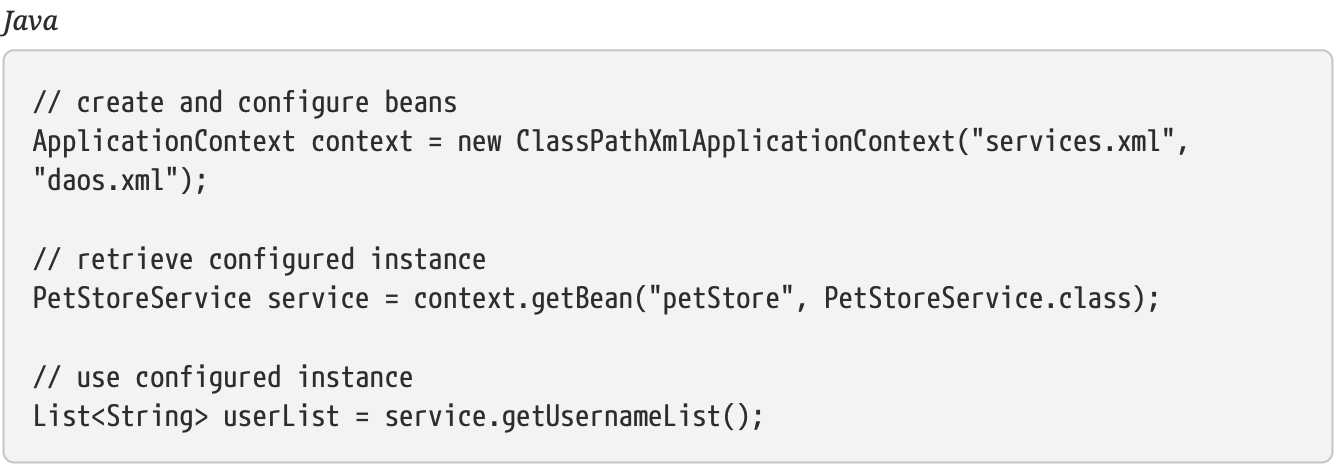 Java
// create and configure beans
ApplicationContext context = new ClassPathXmlApplicationContext("services.xml",
"daos.xml");
// retrieve configured instance
PetStoreService service = context.getBean("petStore", PetStoreService.class);
// use configured instance
List<String> userList = service.getUsernameList();